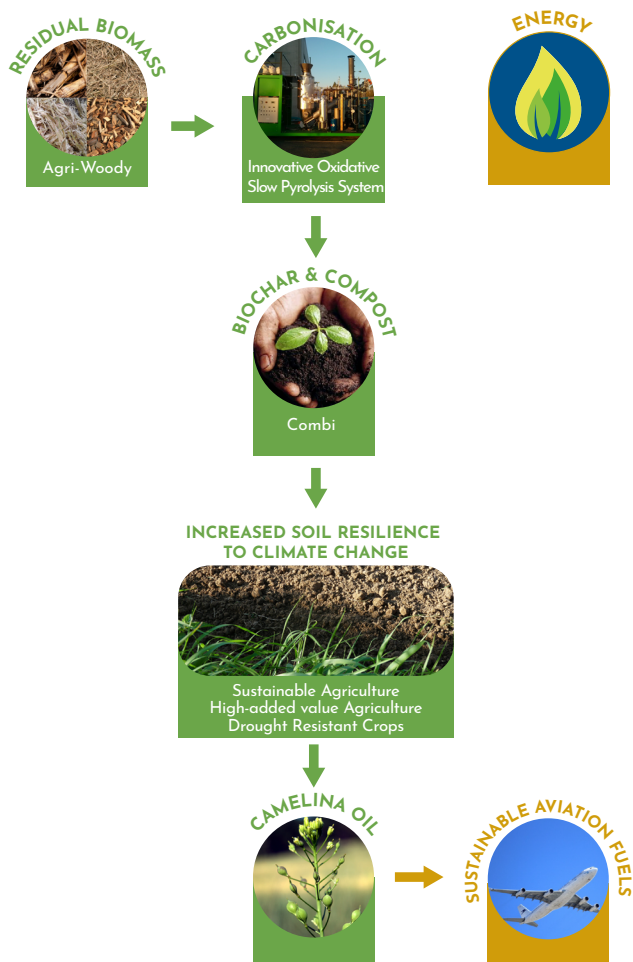 RESIDUAL BIOMASS
Agri-Woody
CARBONISATION
Innovative Oxidative
Slow Pyrolysis System
ENERGY
BIOCHAR & COMPOST
Combi
INCREASED SOIL RESILIENCE
TO CLIMATE CHANGE
Sustainable Agriculture
High-added value Agriculture
Drought Resistant Crops
CAMELINA OIL
SUSTAINABLE AVIATION FUELS